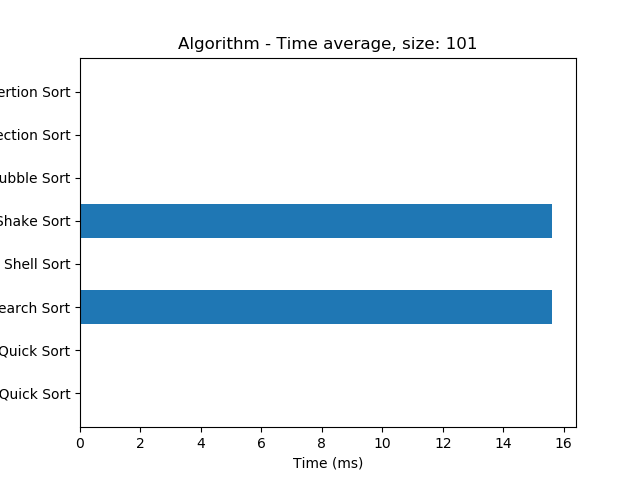 Algorithm - Time average, size: 101
ertion Sort
ection Sort
ubble Sort
Shake Sort
Shell Sort
earch Sort
Quick Sort
Quick Sort
0 2 4 6 8 10 12 14 16
Time (ms)